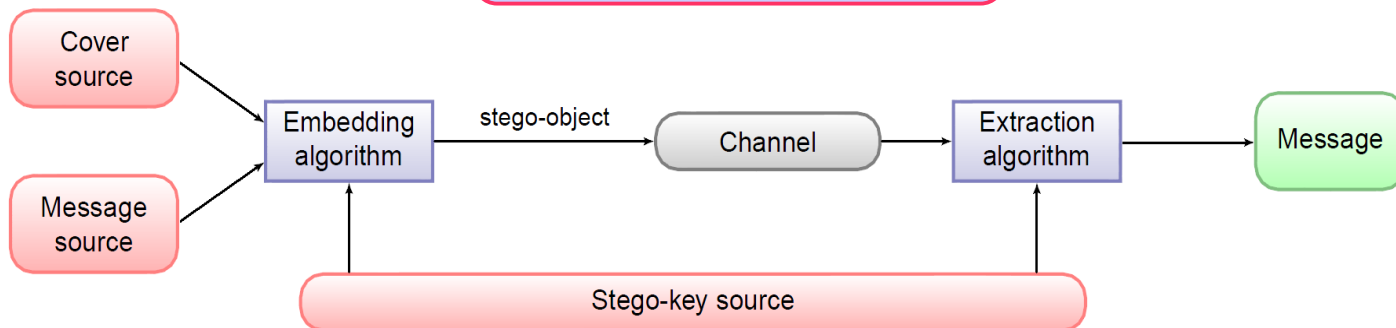 Cover
source
Message
source
Embedding
algorithm
stego-object
Channel
Extraction
algorithm
Message
Stego-key source